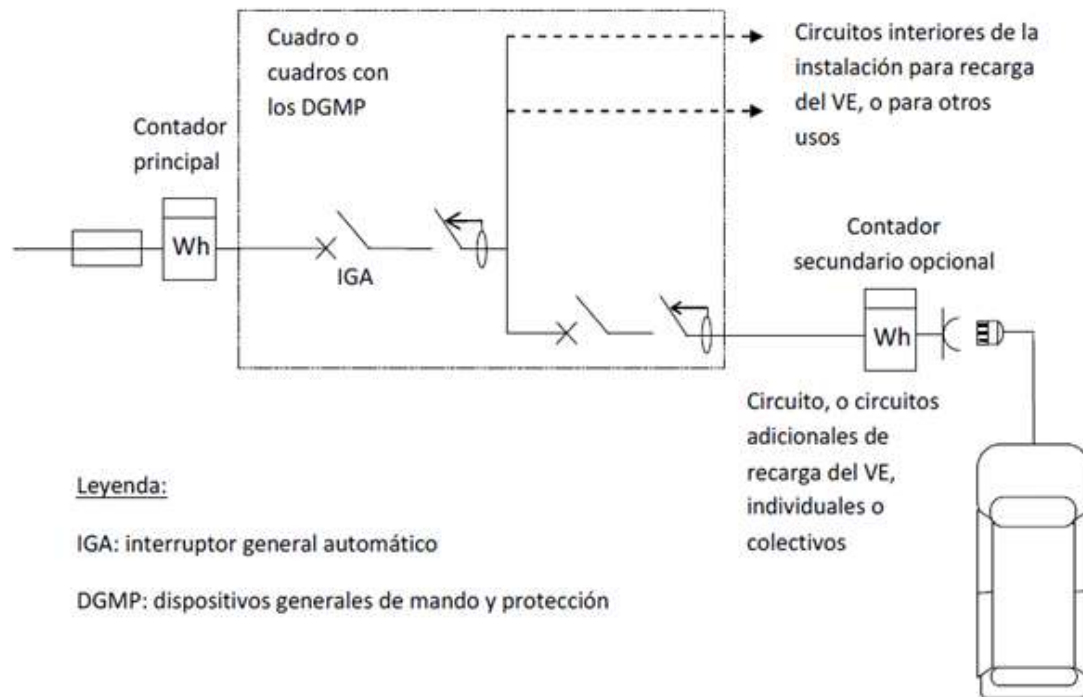 Cuadro o
cuadros con
los DGMP
Circuitos interiores de la
instalación para recarga
del VE, o para otros
usos
Contador
principal
Wh
IGA
Contador
secundario opcional
Wh
Circuito, o circuitos
adicionales de
recarga del VE,
individuales o
colectivos
Leyenda:
IGA: interruptor general automático
DGMP: dispositivos generales de mando y protección